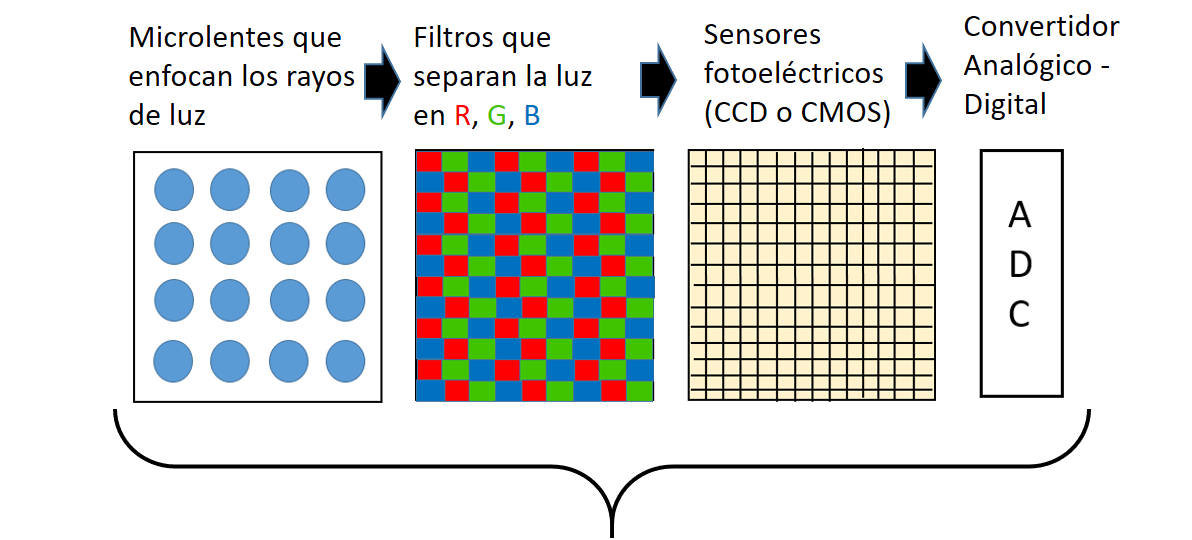 Microlentes que
enfocan los rayos
de luz
Filtros que
separan la luz
en R, G, B
Sensores
fotoeléctricos
(CCD o CMOS)
Convertidor
Analógico -
Digital
A
D
C